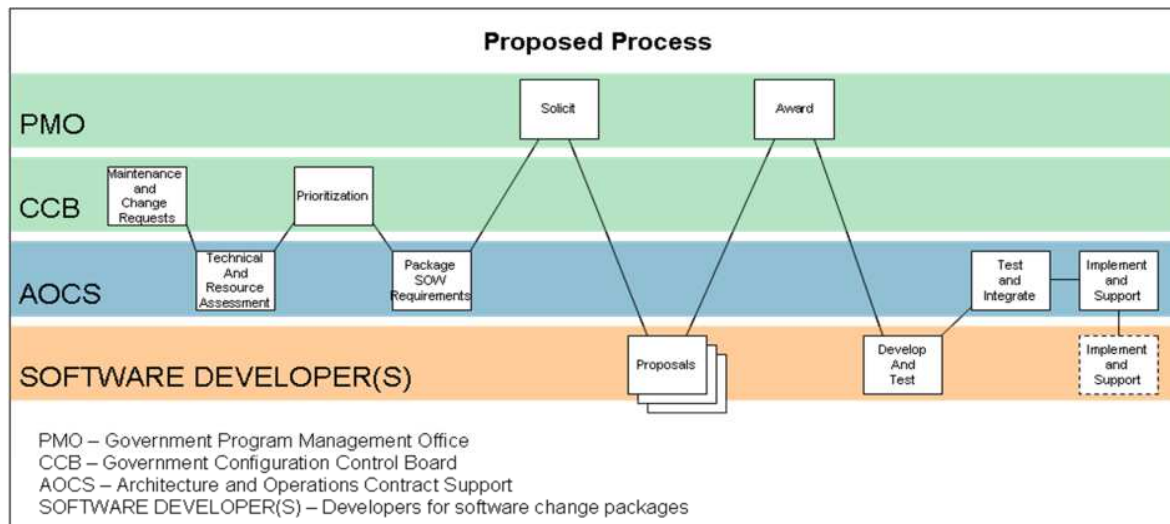 Proposed Process
PMO
Solicit
Award
CCB
Maintenance
and
Change
Requests
Prioritization
AOCS
Technical
And
Resource
Assessment
Package
SOW
Requirements
Test
and
Integrate
Implement
and
Support
SOFTWARE DEVELOPER(S)
Proposals
Develop
And
Test
Implement
and
Support
PMO – Government Program Management Office
CCB – Government Configuration Control Board
AOCS – Architecture and Operations Contract Support
SOFTWARE DEVELOPER(S) – Developers for software change packages